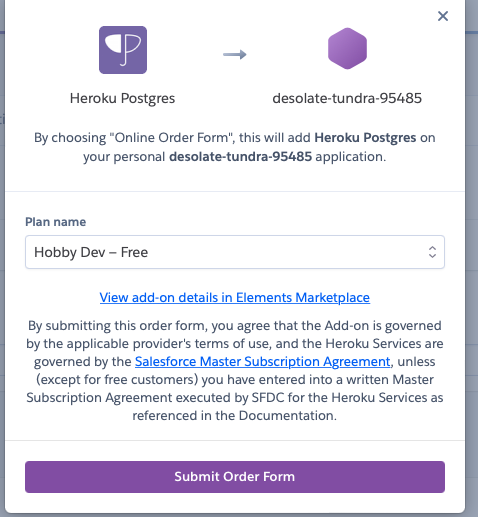 Heroku Postgres
desolate-tundra-95485
By choosing "Online Order Form", this will add Heroku Postgres on
your personal desolate-tundra-95485 application.
Plan name
Hobby Dev – Free
View add-on details in Elements Marketplace
By submitting this order form, you agree that the Add-on is governed
by the applicable provider's terms of use, and the Heroku Services are
governed by the Salesforce Master Subscription Agreement, unless
(except for free customers) you have entered into a written Master
Subscription Agreement executed by SFDC for the Heroku Services as
referenced in the Documentation.
Submit Order Form